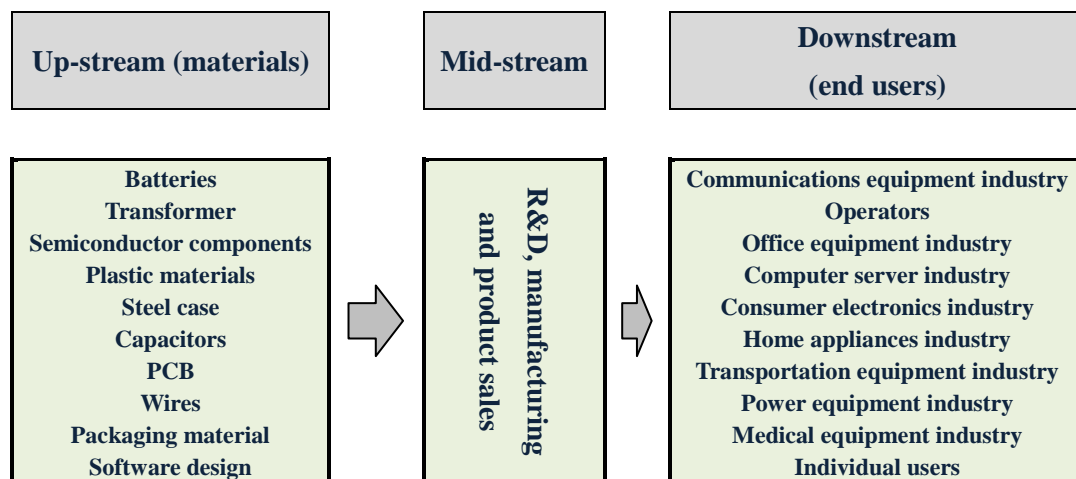 Up-stream (materials)
Mid-stream
Downstream
(end users)
Batteries
Transformer
Semiconductor components
Plastic materials
Steel case
Capacitors
PCB
Wires
Packaging material
Software design
R&D, manufacturing
and product sales
Communications equipment industry
Operators
Office equipment industry
Computer server industry
Consumer electronics industry
Home appliances industry
Transportation equipment industry
Power equipment industry
Medical equipment industry
Individual users